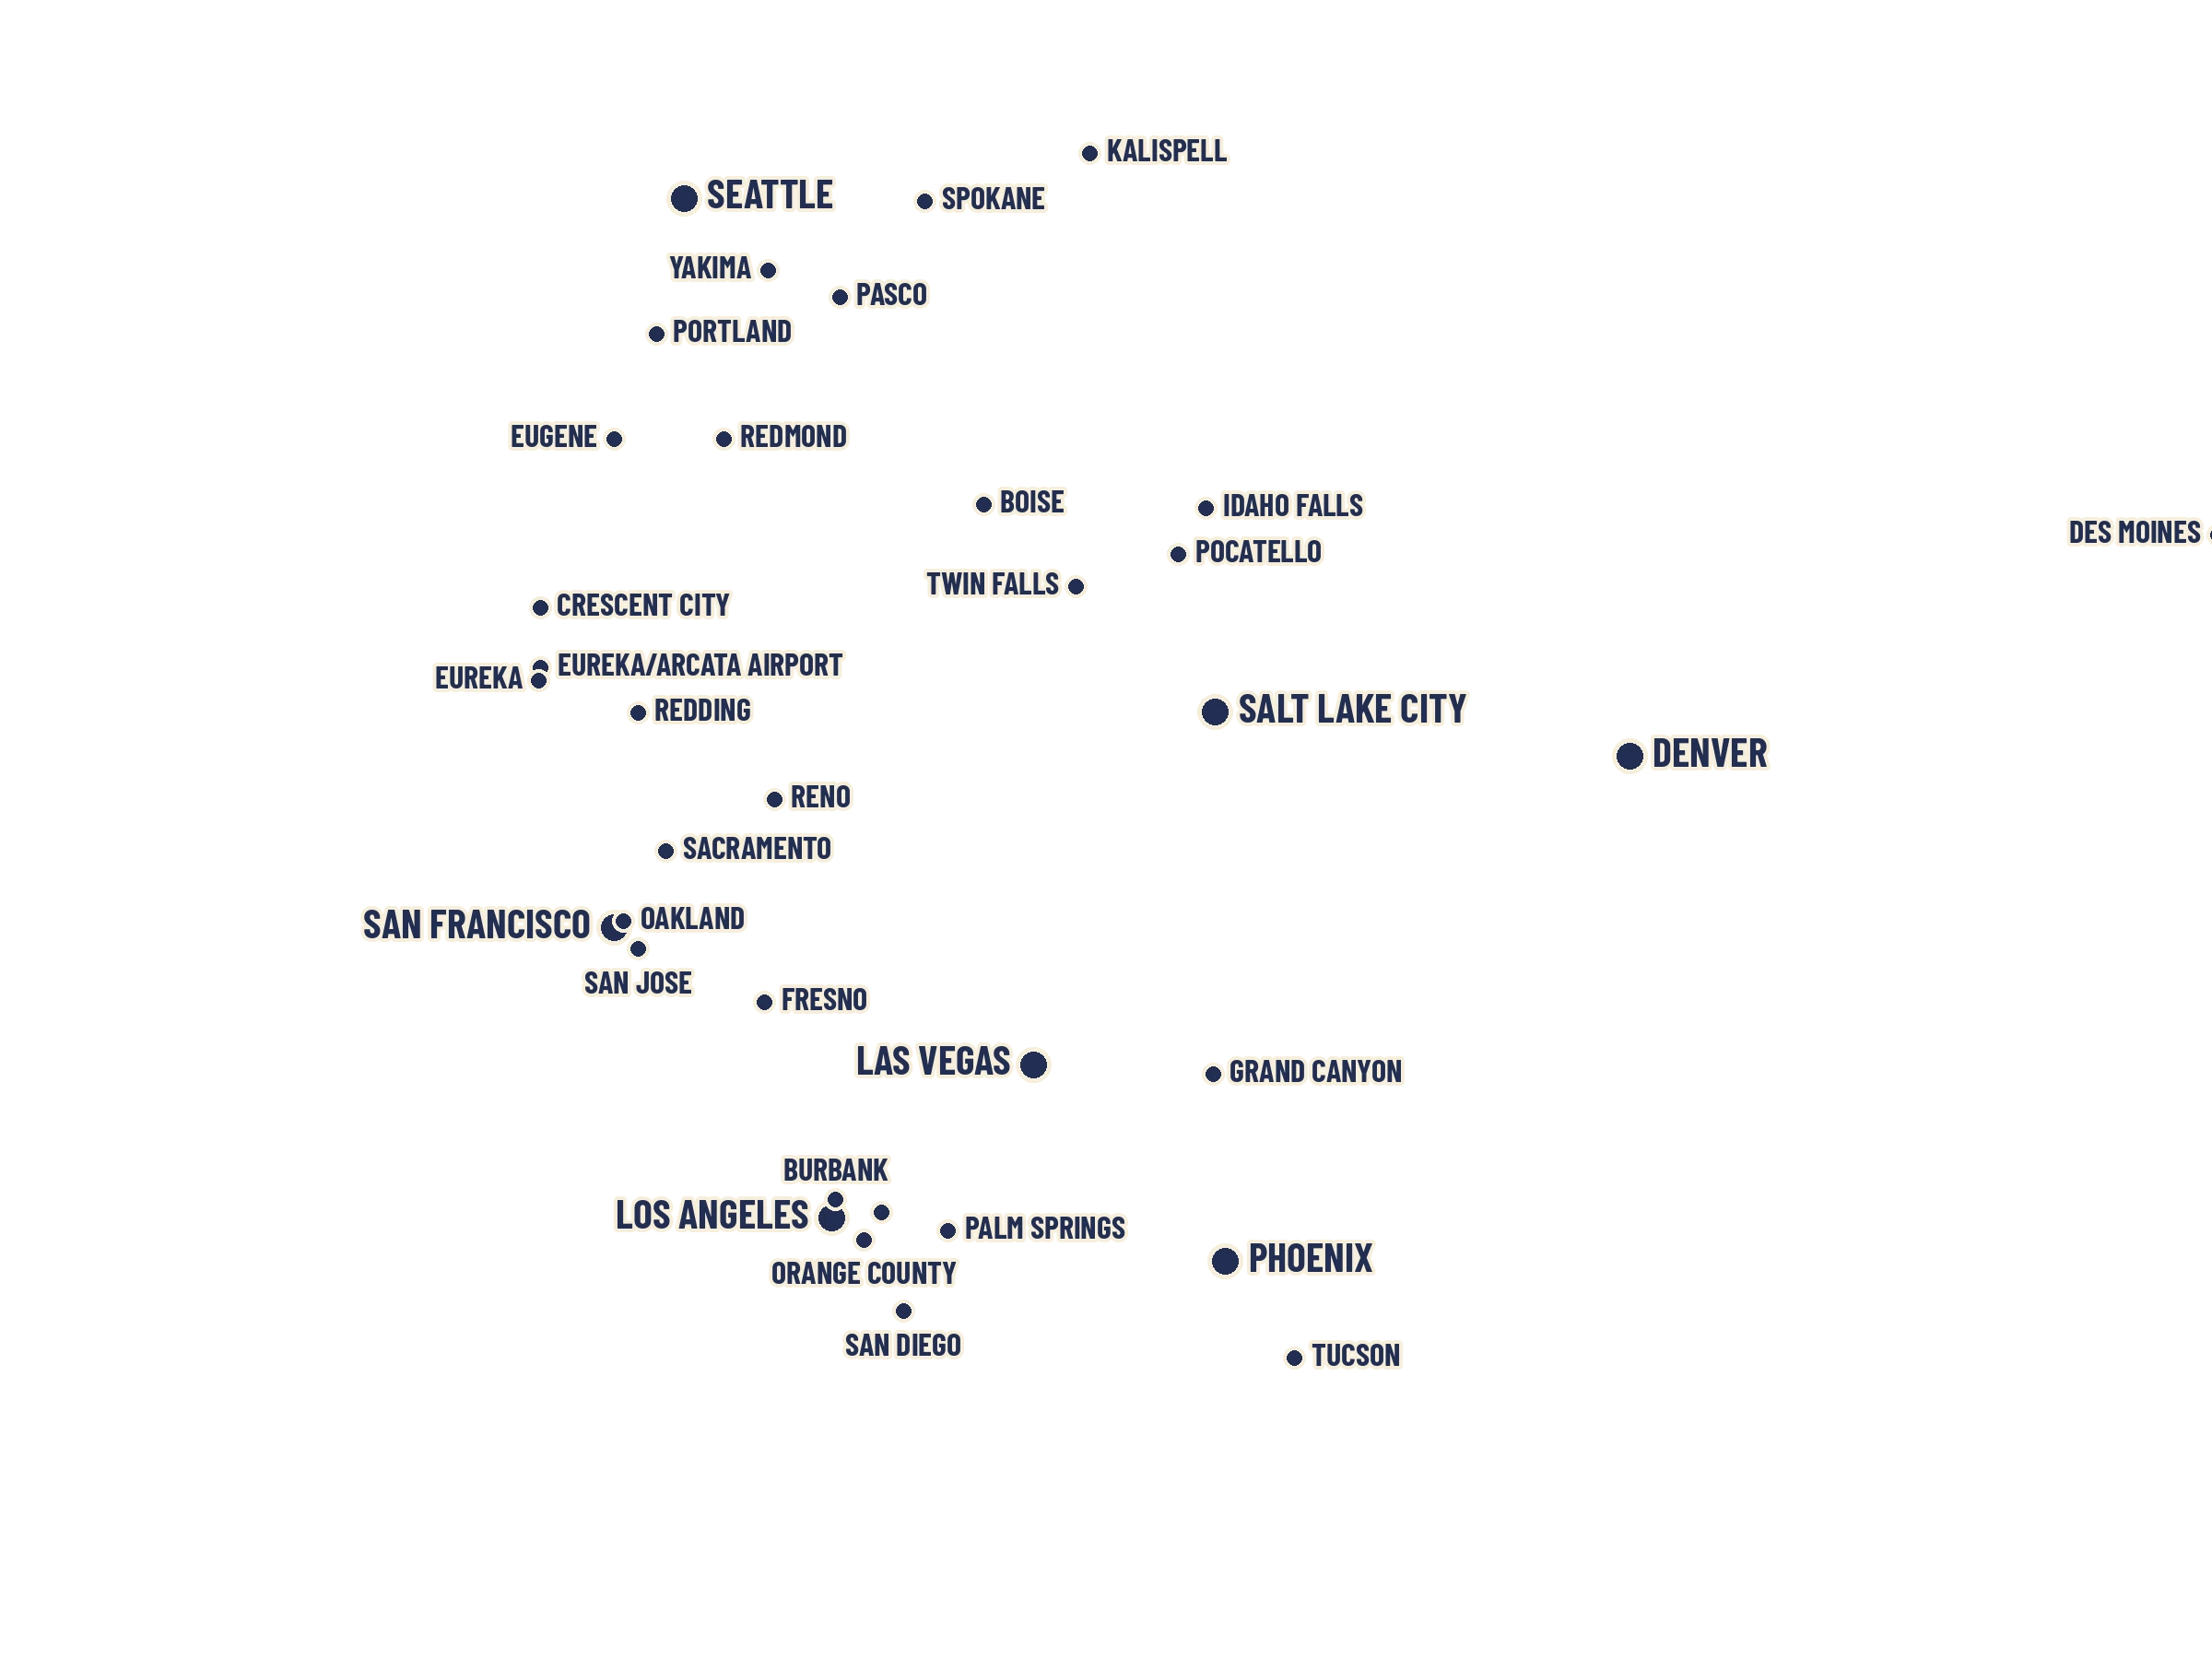 KALISPELL
SEATTLE
SPOKANE
YAKIMA
PASCO
PORTLAND
EUGENE
REDMOND
BOISE
IDAHO FALLS
DES MOINES
POCATELLO
TWIN FALLS
CRESCENT CITY
EUREKA/ARCATA AIRPORT
EUREKA
REDDING
SALT LAKE CITY
DENVER
RENO
SACRAMENTO
SAN FRANCISCO
OAKLAND
SAN JOSE
FRESNO
LAS VEGAS
GRAND CANYON
BURBANK
LOS ANGELES
PALM SPRINGS
PHOENIX
ORANGE COUNTY
SAN DIEGO
TUCSON